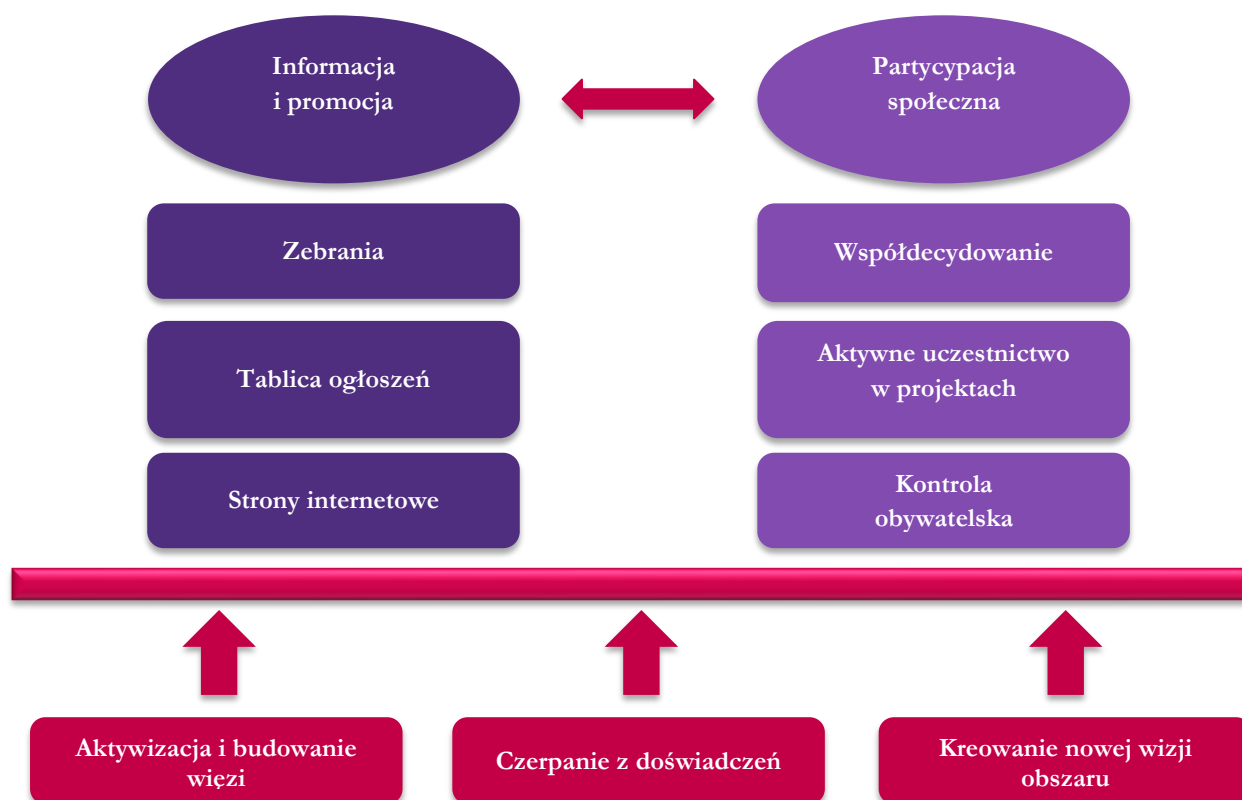 Informacja
i promocja
Partycypacja
społeczna
Zebrania
Współdecydowanie
Tablica ogłoszeń
Aktywne uczestnictwo
w projektach
Strony internetowe
Kontrola
obywatelska
Aktywizacja i budowanie
więzi
Czerpanie z doświadczeń
Kreowanie nowej wizji
obszaru